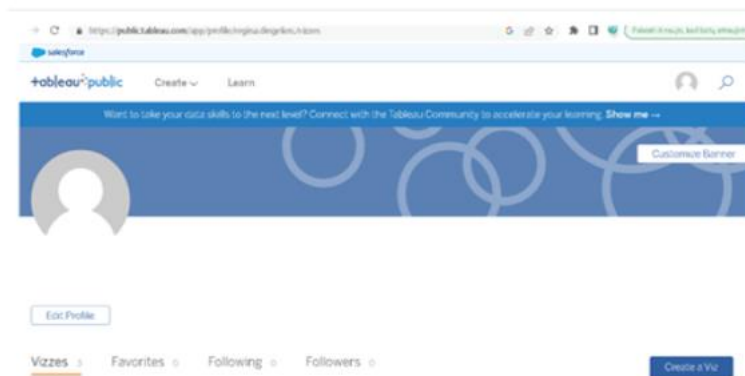 salesforce
tableau public Create Learn
Want to take your data skills to the next level? Connect with the Tableau Community to accelerate your learning. Show me →
Customize Banner
Edit Profile
Vizzes Favorites Following Followers
Create a Viz